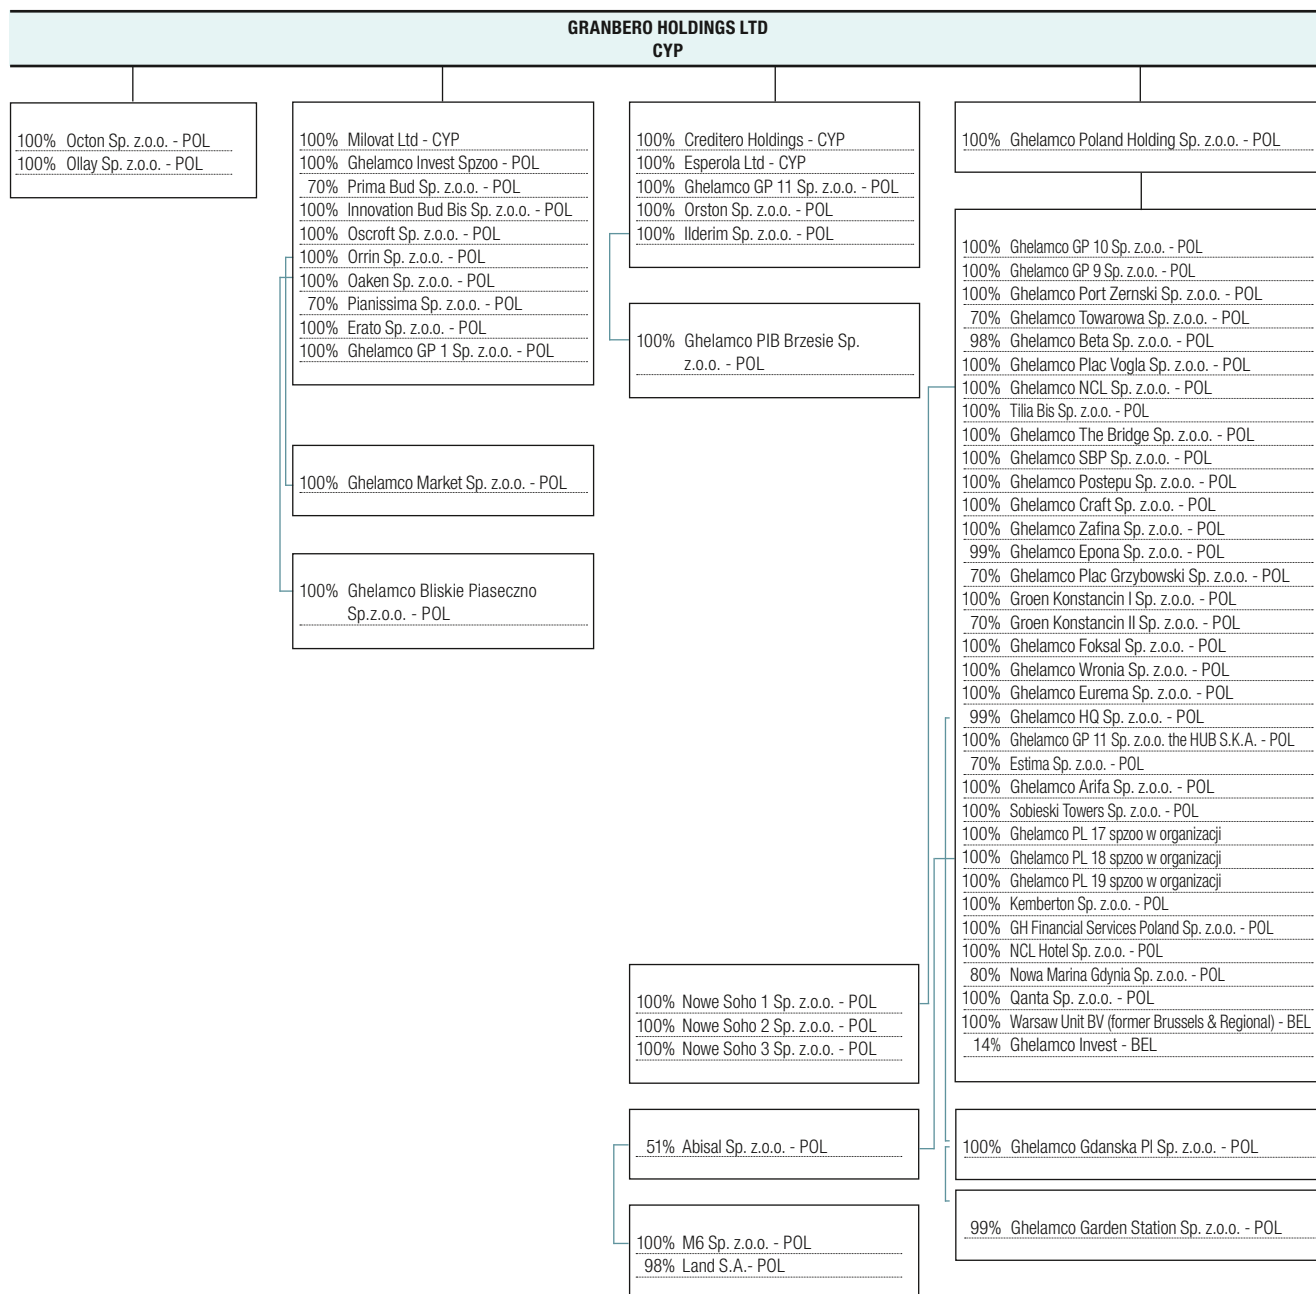 GRANBERO HOLDINGS LTD
CYP
100% Octon Sp. z.o.o. - POL
100% Ollay Sp. z.o.o. - POL
100% Milovat Ltd - CYP
100% Ghelamco Invest Spzoo - POL
70% Prima Bud Sp. z.o.o. - POL
100% Innovation Bud Bis Sp. z.o.o. - POL
100% Oscroft Sp. z.o.o. - POL
100% Orrin Sp. z.o.o. - POL
100% Oaken Sp. z.o.o. - POL
70% Pianissima Sp. z.o.o. - POL
100% Erato Sp. z.o.o. - POL
100% Ghelamco GP 1 Sp. z.o.o. - POL
100% Ghelamco Market Sp. z.o.o. - POL
100% Ghelamco Bliskie Piaseczno
Sp.z.o.o. - POL
100% Creditero Holdings - CYP
100% Esperola Ltd - CYP
100% Ghelamco GP 11 Sp. z.o.o. - POL
100% Orston Sp. z.o.o. - POL
100% Ilderim Sp. z.o.o. - POL
100% Ghelamco PIB Brzesie Sp.
z.o.o. - POL
100% Nowe Soho 1 Sp. z.o.o. - POL
100% Nowe Soho 2 Sp. z.o.o. - POL
100% Nowe Soho 3 Sp. z.o.o. - POL
51% Abisal Sp. z.o.o. - POL
100% M6 Sp. z.o.o. - POL
98% Land S.A.- POL
100% Ghelamco Poland Holding Sp. z.o.o. - POL
100% Ghelamco GP 10 Sp. z.o.o. - POL
100% Ghelamco GP 9 Sp. z.o.o. - POL
100% Ghelamco Port Zernski Sp. z.o.o. - POL
70% Ghelamco Towarowa Sp. z.o.o. - POL
98% Ghelamco Beta Sp. z.o.o. - POL
100% Ghelamco Plac Vogla Sp. z.o.o. - POL
100% Ghelamco NCL Sp. z.o.o. - POL
100% Tilia Bis Sp. z.o.o. - POL
100% Ghelamco The Bridge Sp. z.o.o. - POL
100% Ghelamco SBP Sp. z.o.o. - POL
100% Ghelamco Postepu Sp. z.o.o. - POL
100% Ghelamco Craft Sp. z.o.o. - POL
100% Ghelamco Zafina Sp. z.o.o. - POL
99% Ghelamco Epona Sp. z.o.o. - POL
70% Ghelamco Plac Grzybowski Sp. z.o.o. - POL
100% Groen Konstancin I Sp. z.o.o. - POL
70% Groen Konstancin II Sp. z.o.o. - POL
100% Ghelamco Foksal Sp. z.o.o. - POL
100% Ghelamco Wronia Sp. z.o.o. - POL
100% Ghelamco Eurema Sp. z.o.o. - POL
99% Ghelamco HQ Sp. z.o.o. - POL
100% Ghelamco GP 11 Sp. z.o.o. the HUB S.K.A. - POL
70% Estima Sp. z.o.o. - POL
100% Ghelamco Arifa Sp. z.o.o. - POL
100% Sobieski Towers Sp. z.o.o. - POL
100% Ghelamco PL 17 spzoo w organizacji
100% Ghelamco PL 18 spzoo w organizacji
100% Ghelamco PL 19 spzoo w organizacji
100% Kemberton Sp. z.o.o. - POL
100% GH Financial Services Poland Sp. z.o.o. - POL
100% NCL Hotel Sp. z.o.o. - POL
80% Nowa Marina Gdynia Sp. z.o.o. - POL
100% Qanta Sp. z.o.o. - POL
100% Warsaw Unit BV (former Brussels & Regional) - BEL
14% Ghelamco Invest - BEL
100% Ghelamco Gdanska PI Sp. z.o.o. - POL
99% Ghelamco Garden Station Sp. z.o.o. - POL